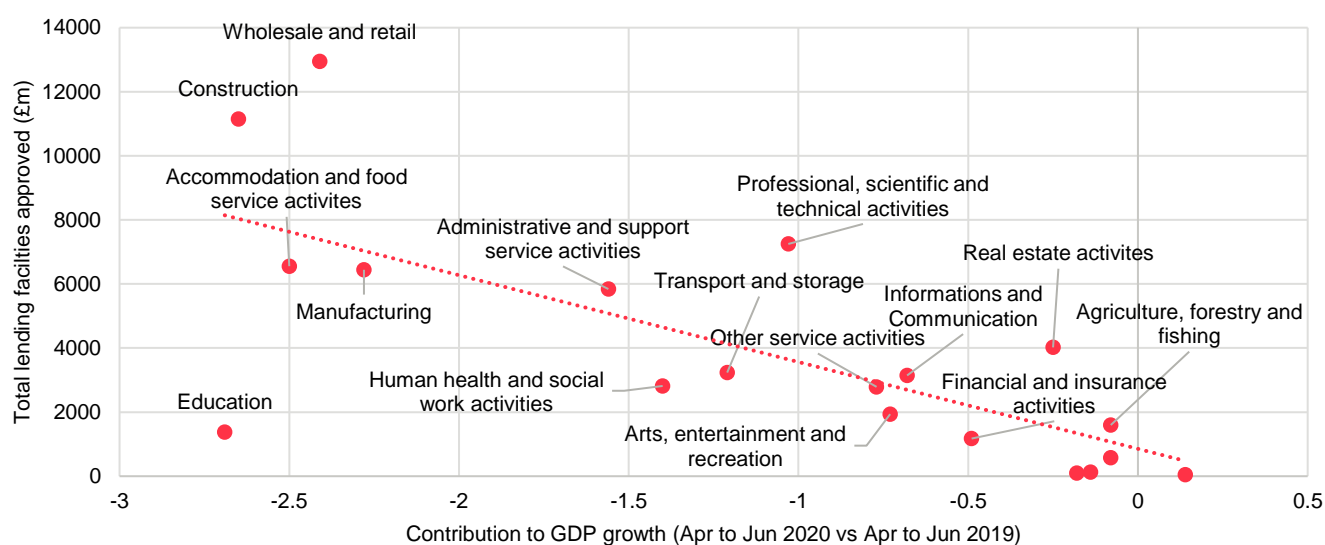 Total lending facilities approved (£m)
14000
12000
10000
8000
6000
4000
2000
0
Wholesale and retail
Construction
Accommodation and food
service activites
Manufacturing
Education
Administrative and support
service activities
Human health and social
work activities
Professional, scientific and
technical activities
Transport and storage
Other service activities
Arts, entertainment and
recreation
Informations and
Communication
Real estate activites
Financial and insurance
activities
Agriculture, forestry and
fishing
-3
-2.5
-2
-1.5
-1
-0.5
0
0.5
Contribution to GDP growth (Apr to Jun 2020 vs Apr to Jun 2019)